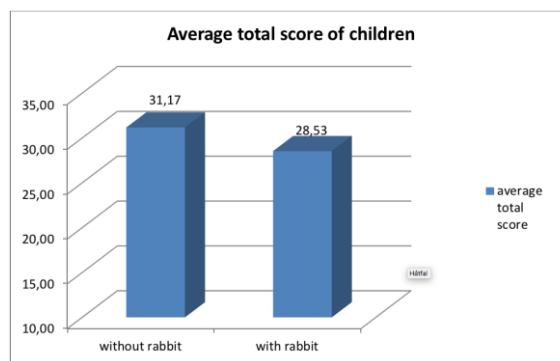 Average total score of children
35,00
30,00
25,00
20,00
15,00
10,00
31,17
28,53
without rabbit
with rabbit
average
total
score